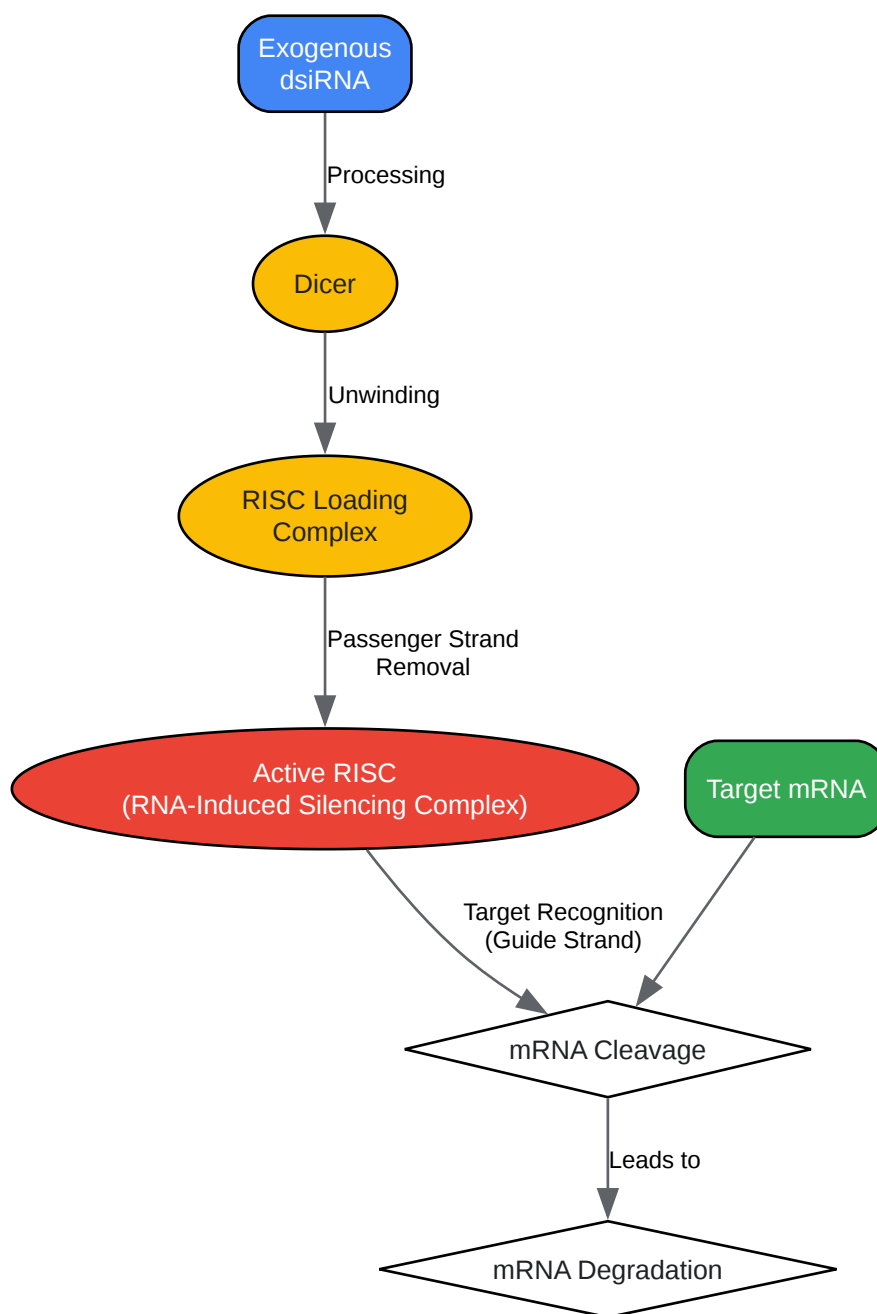 Exogenous
dsiRNA
Processing
Dicer
Unwinding
RISC Loading
Complex
Passenger Strand
Removal
Active RISC
(RNA-Induced Silencing Complex)
Target mRNA
Target Recognition
(Guide Strand)
mRNA Cleavage
Leads to
mRNA Degradation